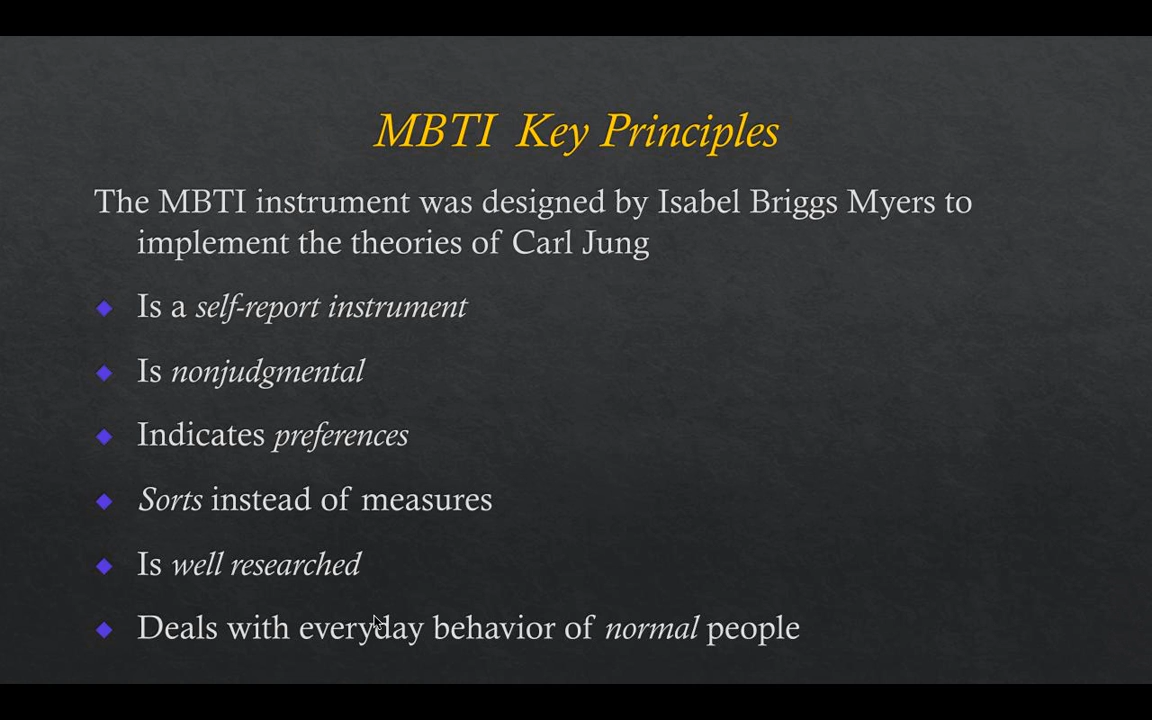 MBTI Key Principles
The MBTI instrument was designed by Isabel Briggs Myers to
implement the theories of Carl Jung
Is a self-report instrument
Is nonjudgmental
Indicates preferences
Sorts instead of measures
Is well researched
Deals with everyday behavior of normal people